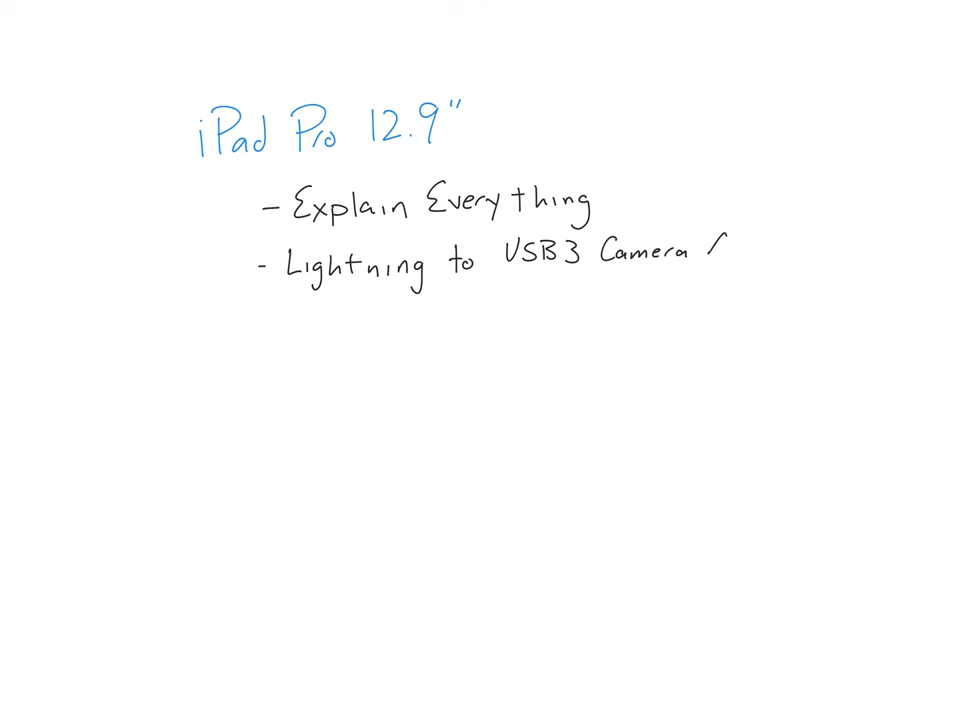 iPad Pro 12.9"
- Explain Everything
- Lightning to USB3 Camera